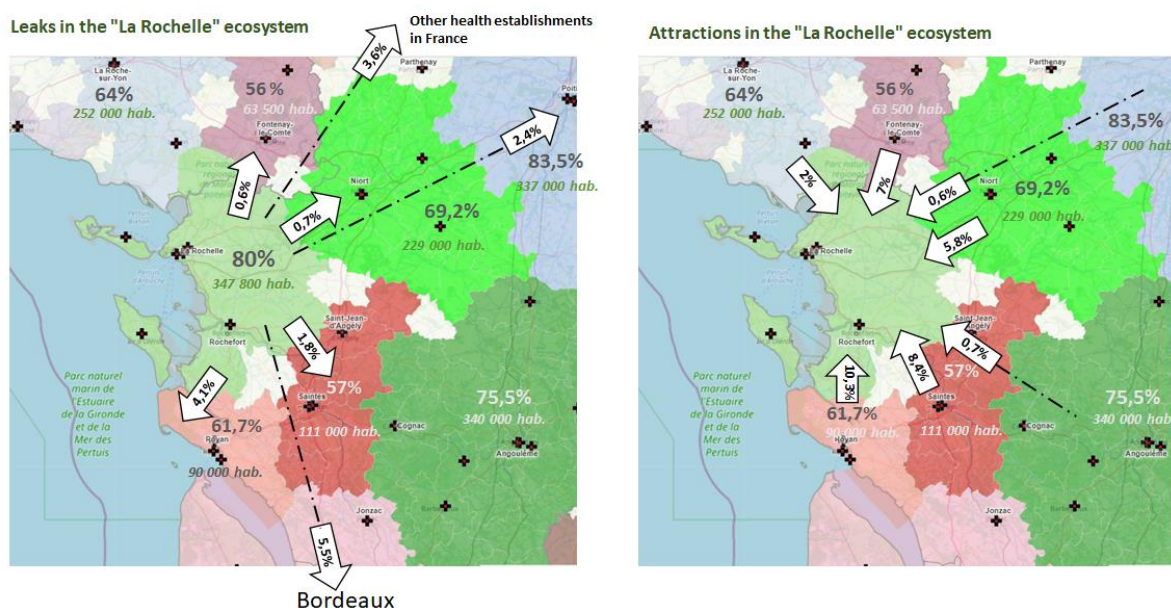 Leaks in the "La Rochelle" ecosystem
Other health establishments
in France
3,6%
La Roche-
sur-Yon
64%
252 000 hab.
56 %
63 500 hab.
Fontenay-
le-Comte
Parthenay
2,4%
83,5%
337 000 hab.
0,6%
0,7%
Niort
69,2%
229 000 hab.
La Rochelle
80%
347 800 hab.
Rochefort
Saint-Jean-
d'Angély
1,8%
4,1%
57%
Saintes
111 000 hab.
61,7%
Royan
90 000 hab.
Cognac
75,5%
340 000 hab.
Angoulême
Parc naturel
marin de
l'Estuaire
de la Gironde
et de la
Mer des
Pertuis
Jonzac
5,5%
Bordeaux
Attractions in the "La Rochelle" ecosystem
La Roche-
sur-Yon
64%
252 000 hab.
56 %
63 500 hab.
Fontenay-
le-Comte
Parthenay
83,5%
337 000 hab.
2%
7%
0,6%
Niort
69,2%
229 000 hab.
5,8%
La Rochelle
Rochefort
Saint-Jean-
d'Angély
0,7%
8,4%
10,3%
57%
Saintes
111 000 hab.
61,7%
90 000 hab.
Royan
Cognac
75,5%
340 000 hab.
Angoulême
Parc naturel
marin de
l'Estuaire
de la Gironde
et de la
Mer des
Pertuis
Jonzac